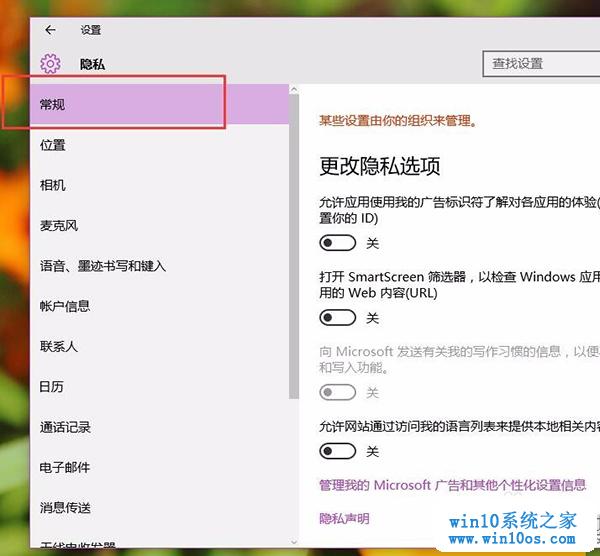 设置
隐私
查找设置
常规
位置
相机
麦克风
语音、墨迹书写和键入
帐户信息
联系人
日历
通话记录
电子邮件
消息传送
无线电收发器
某些设置由你的组织来管理。
更改隐私选项
允许应用使用我的广告标识符了解对各应用的体验(
置你的 ID)
关
打开 SmartScreen 筛选器，以检查 Windows 应用
用的 Web 内容(URL)
关
向 Microsoft 发送有关我的写作习惯的信息，以便
和写入功能。
关
允许网站通过访问我的语言列表来提供本地相关内容
关
管理我的 Microsoft 广告和其他个性化设置信息
隐私声明
win10系统之家
www.win10os.com